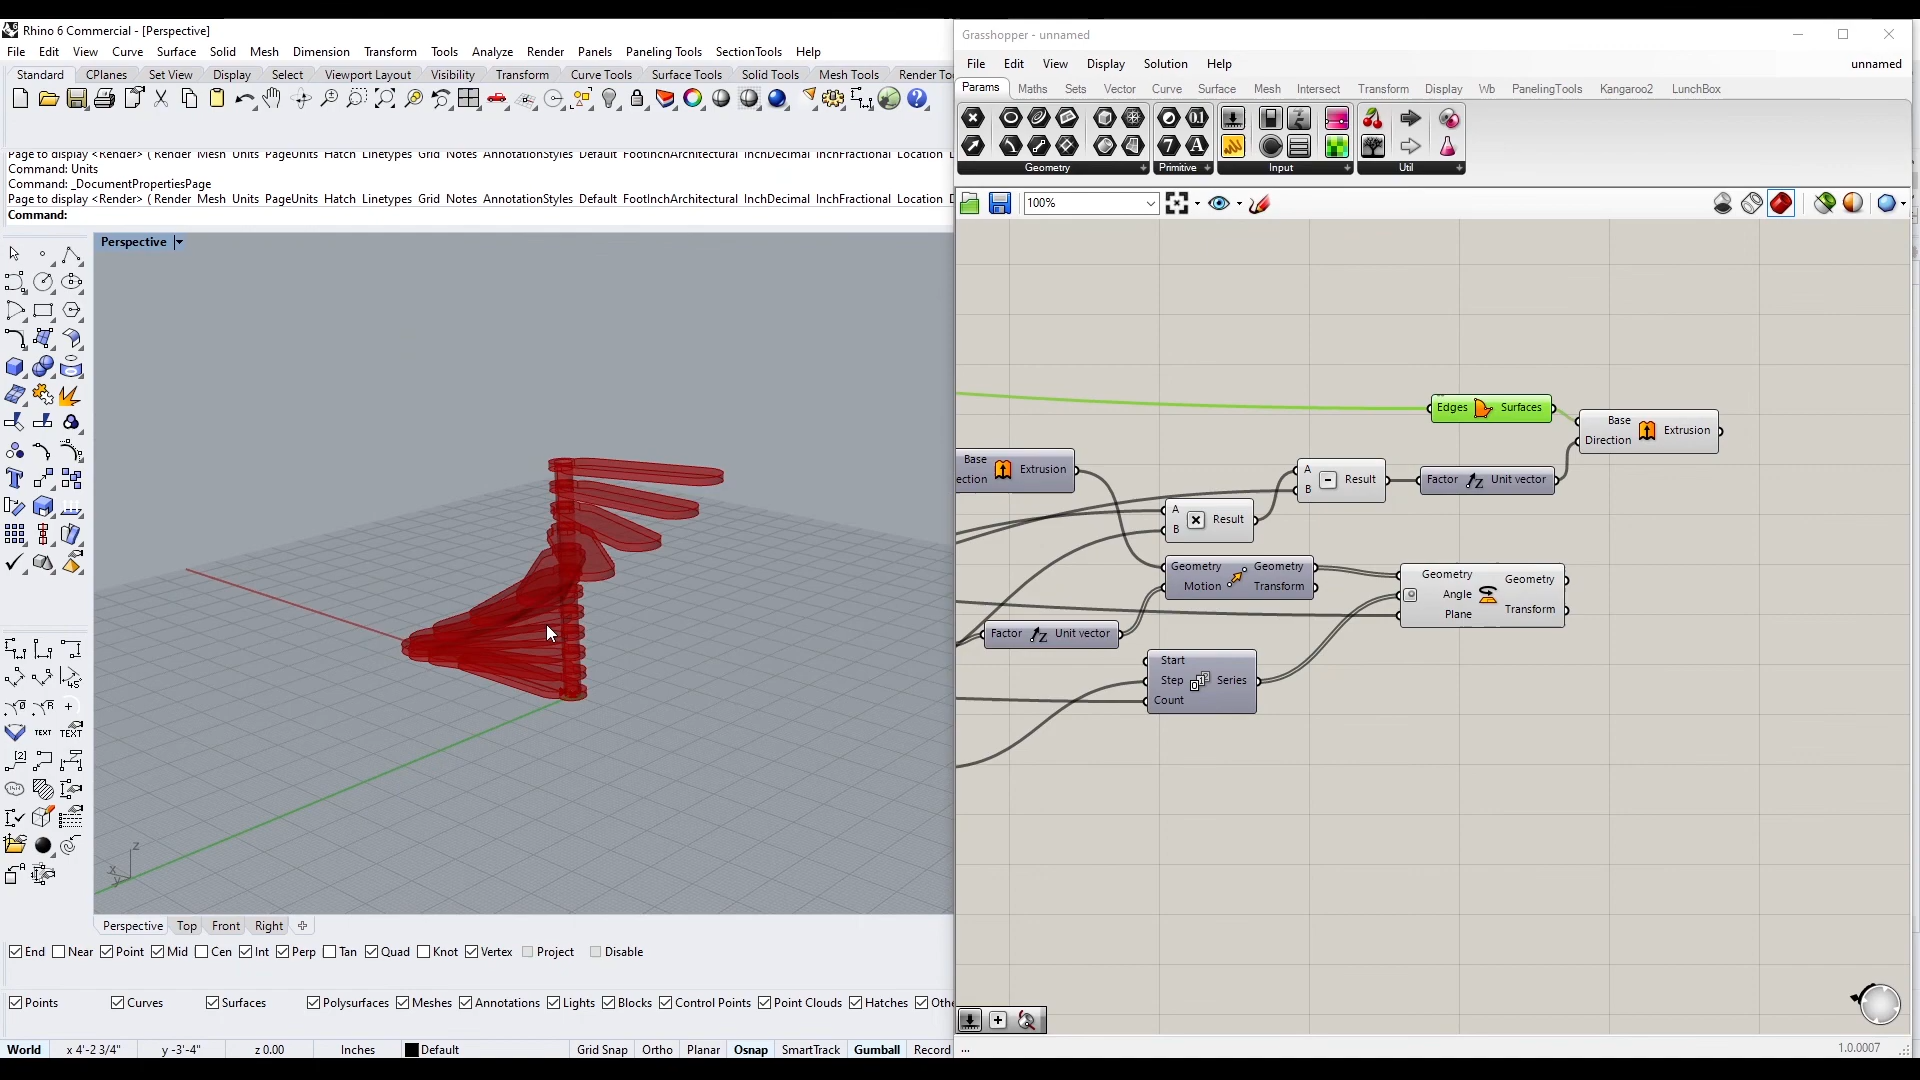 Rhino 6 Commercial - [Perspective]
File Edit View Curve Surface Solid Mesh Dimension Transform Tools Analyze Render Panels Paneling Tools SectionTools Help
Standard CPlanes Set View Display Select Viewport Layout Visibility Transform Curve Tools Surface Tools Solid Tools Mesh Tools Render Too
Page to display <Render> ( Render Mesh Units PageUnits Hatch Linetypes Grid Notes AnnotationStyles Default FootInchArchitectural InchDecimal InchFractional Location
Command: Units
Command: _DocumentPropertiesPage
Page to display <Render> ( Render Mesh Units PageUnits Hatch Linetypes Grid Notes AnnotationStyles Default FootInchArchitectural InchDecimal InchFractional Location
Command:
Perspective
z
x
y
Perspective Top Front Right
End Near Point Mid Cen Int Perp Tan Quad Knot Vertex Project Disable
Points Curves Surfaces Polysurfaces Meshes Annotations Lights Blocks Control Points Point Clouds Hatches Othe
World x 4'-2 3/4" y -3'-4" z 0.00 Inches Default Grid Snap Ortho Planar Osnap SmartTrack Gumball Record
Grasshopper - unnamed
File Edit View Display Solution Help
unnamed
Params Maths Sets Vector Curve Surface Mesh Intersect Transform Display Wb PanelingTools Kangaroo2 LunchBox
Geometry Primitive Input Util
100%
Edges Surfaces
Base
Direction
Extrusion
Base
ection
Extrusion
A
B
Result
Factor Unit vector
A
B
Result
Geometry
Motion
Geometry
Transform
Geometry
Angle
Plane
Geometry
Transform
Factor Unit vector
Start
Step
Count
Series
...
1.0.0007